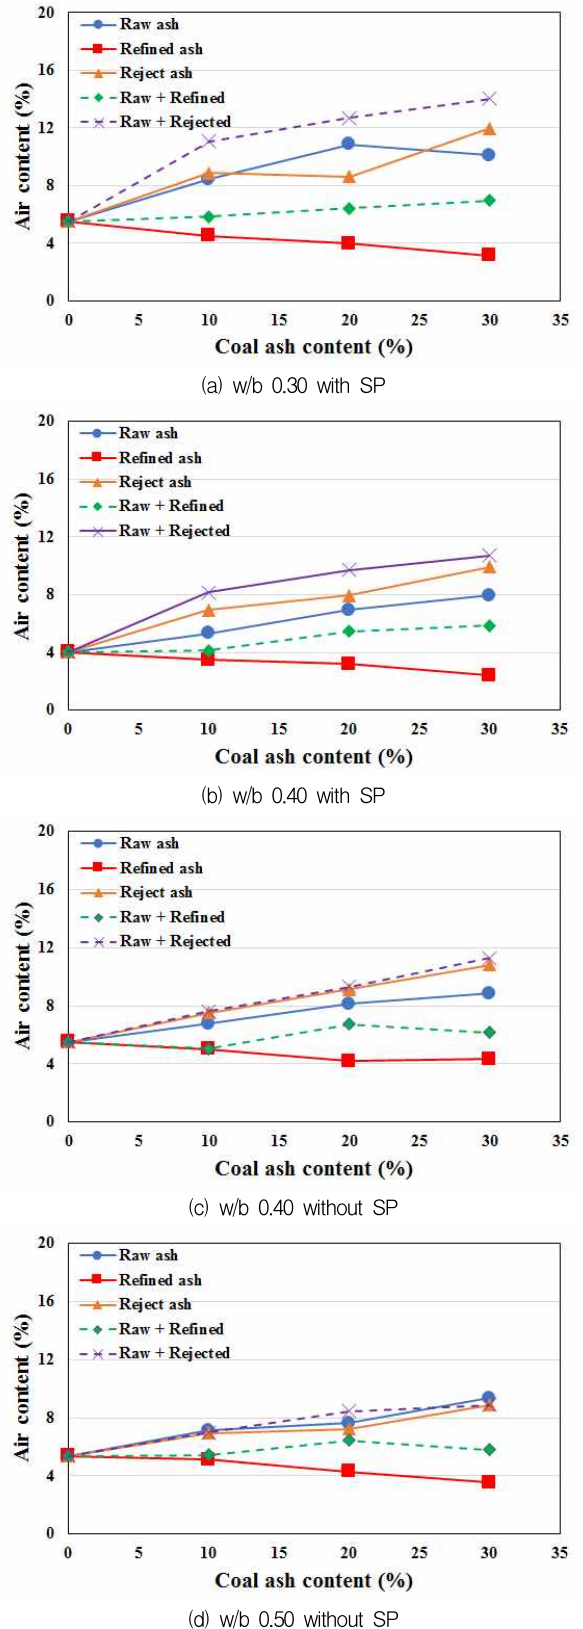 20
16
12
8
4
0
Air content (%)
Raw ash
Refined ash
Reject ash
Raw + Refined
Raw + Rejected
0 5 10 15 20 25 30 35
Coal ash content (%)
(a) w/b 0.30 with SP
20
16
12
8
4
0
Air content (%)
Raw ash
Refined ash
Reject ash
Raw + Refined
Raw + Rejected
0 5 10 15 20 25 30 35
Coal ash content (%)
(b) w/b 0.40 with SP
20
16
12
8
4
0
Air content (%)
Raw ash
Refined ash
Reject ash
Raw + Refined
Raw + Rejected
0 5 10 15 20 25 30 35
Coal ash content (%)
(c) w/b 0.40 without SP
20
16
12
8
4
0
Air content (%)
Raw ash
Refined ash
Reject ash
Raw + Refined
Raw + Rejected
0 5 10 15 20 25 30 35
Coal ash content (%)
(d) w/b 0.50 without SP